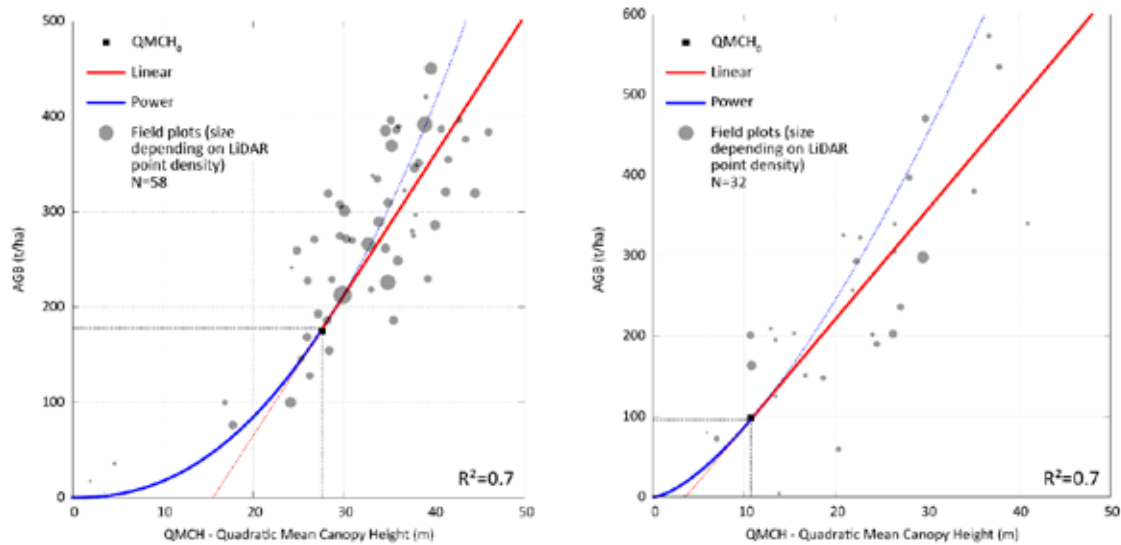 500
400
300
200
100
0
AGB (t/ha)
QMCH₀
Linear
Power
Field plots (size
depending on LiDAR
point density)
N=58
R²=0.7
0
10
20
30
40
50
QMCH - Quadratic Mean Canopy Height (m)
600
500
400
300
200
100
0
AGB (t/ha)
QMCH₀
Linear
Power
Field plots (size
depending on LiDAR
point density)
N=32
R²=0.7
0
10
20
30
40
50
QMCH - Quadratic Mean Canopy Height (m)